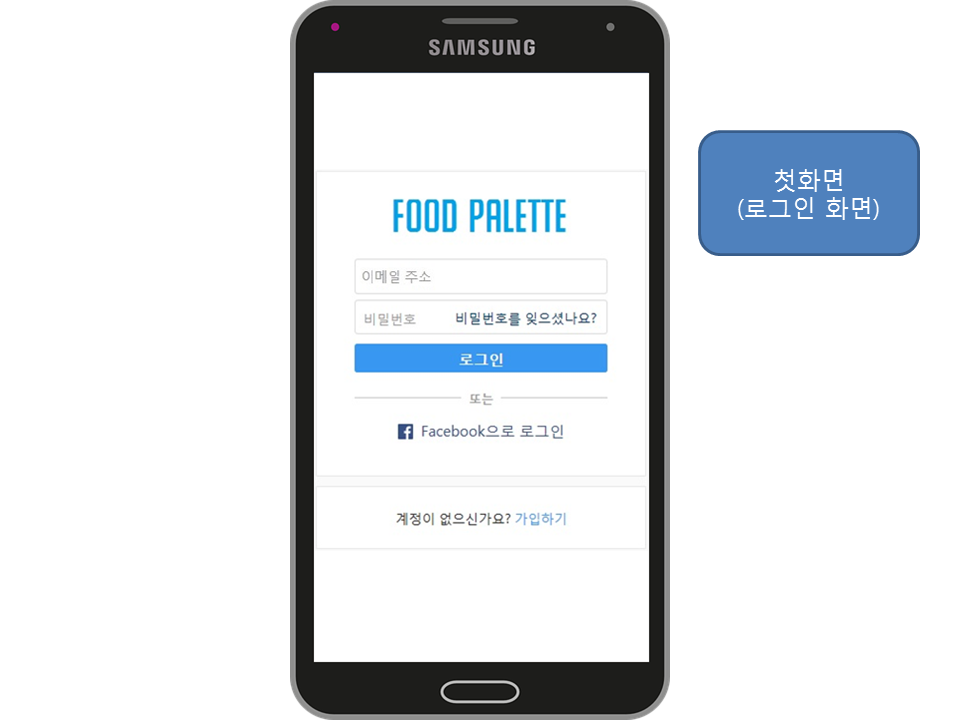 SAMSUNG
FOOD PALETTE
이메일 주소
비밀번호 비밀번호를 잊으셨나요?
로그인
또는
Facebook으로 로그인
계정이 없으신가요? 가입하기
첫화면
(로그인 화면)